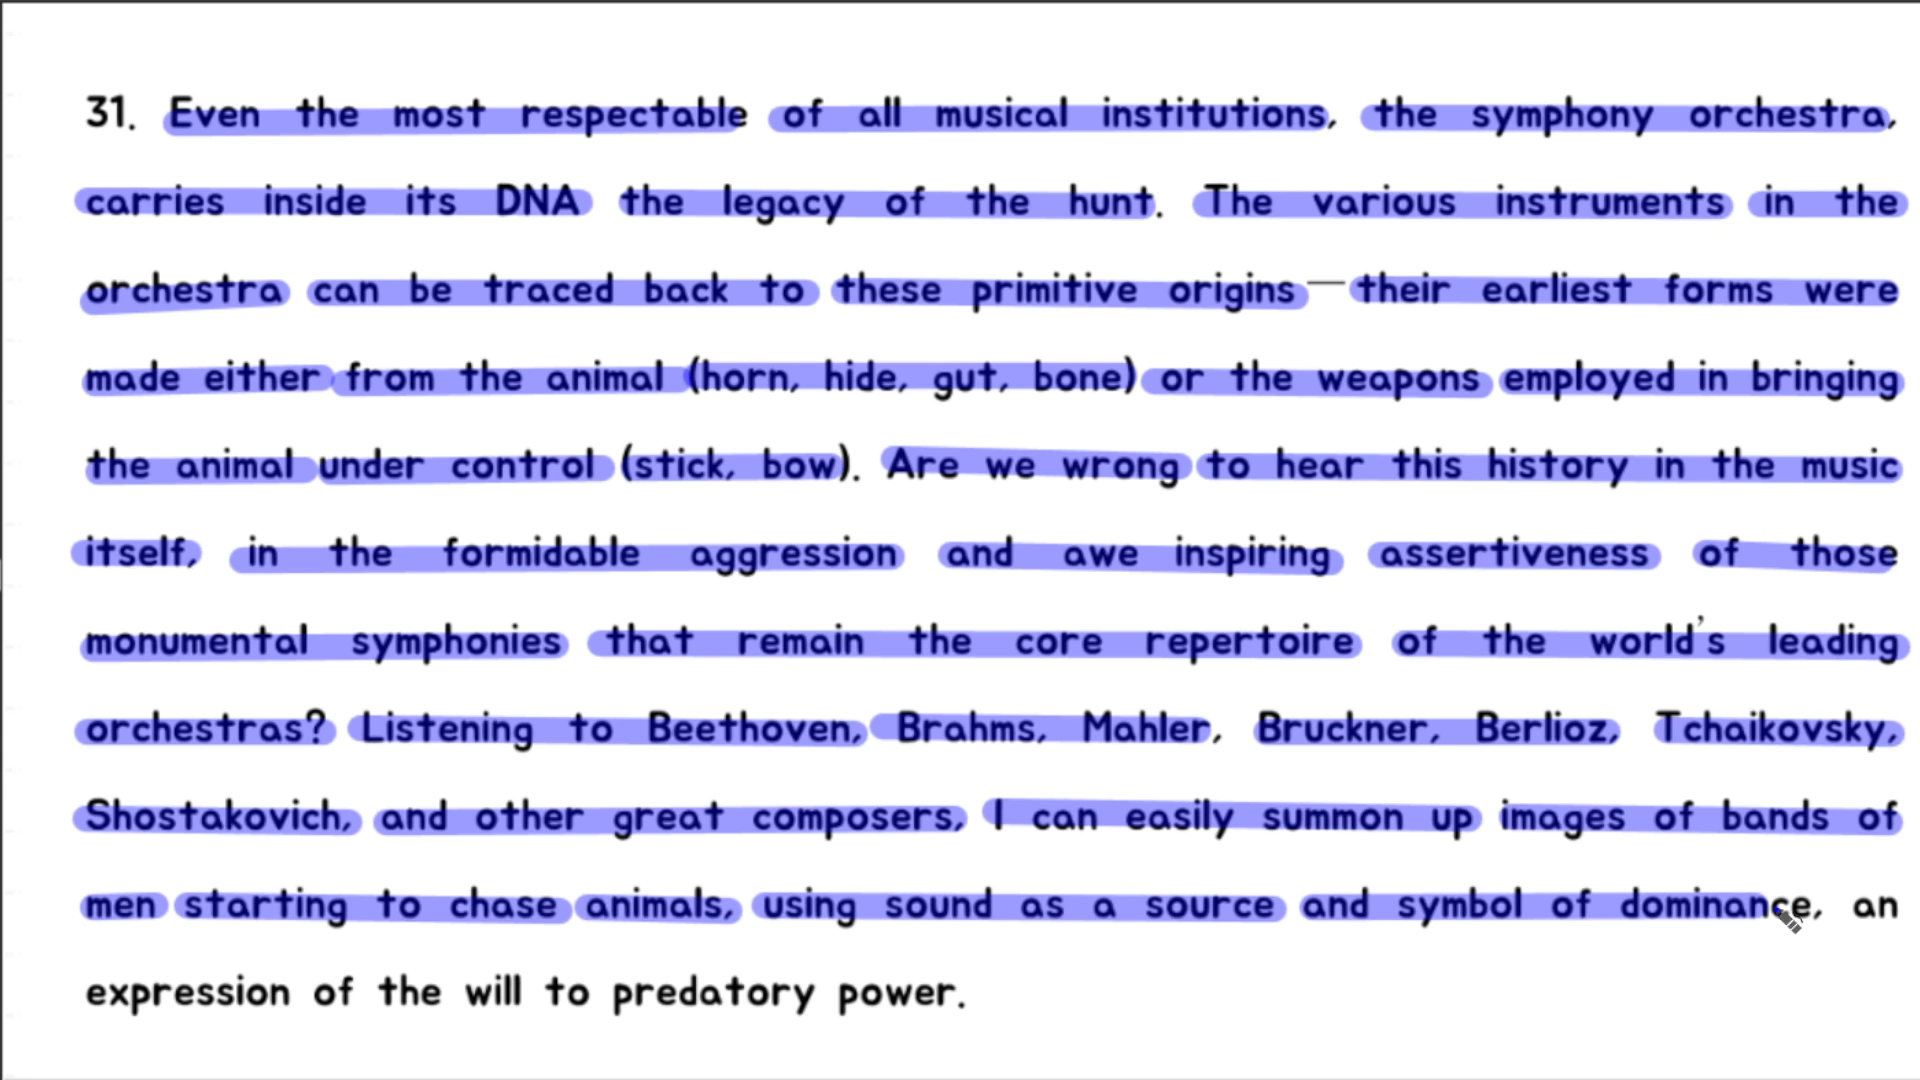 31. Even the most respectable of all musical institutions, the symphony orchestra,
carries inside its DNA the legacy of the hunt. The various instruments in the
orchestra can be traced back to these primitive origins—their earliest forms were
made either from the animal (horn, hide, gut, bone) or the weapons employed in bringing
the animal under control (stick, bow). Are we wrong to hear this history in the music
itself, in the formidable aggression and awe inspiring assertiveness of those
monumental symphonies that remain the core repertoire of the world's leading
orchestras? Listening to Beethoven, Brahms, Mahler, Bruckner, Berlioz, Tchaikovsky,
Shostakovich, and other great composers, I can easily summon up images of bands of
men starting to chase animals, using sound as a source and symbol of dominance, an
expression of the will to predatory power.